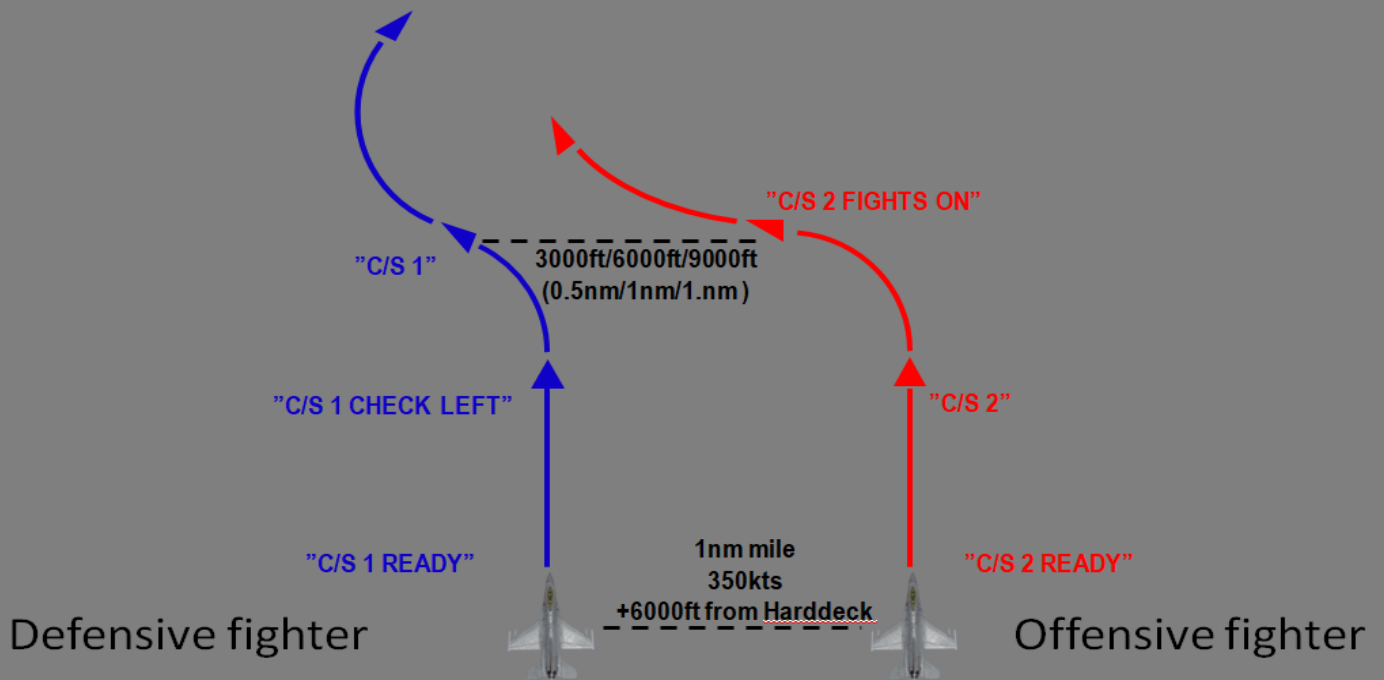 ”C/S 2 FIGHTS ON”
”C/S 1”
3000ft/6000ft/9000ft
(0.5nm/1nm/1.nm )
”C/S 1 CHECK LEFT”
”C/S 2”
”C/S 1 READY”
1nm mile
350kts
+6000ft from Harddeck
”C/S 2 READY”
Defensive fighter
Offensive fighter